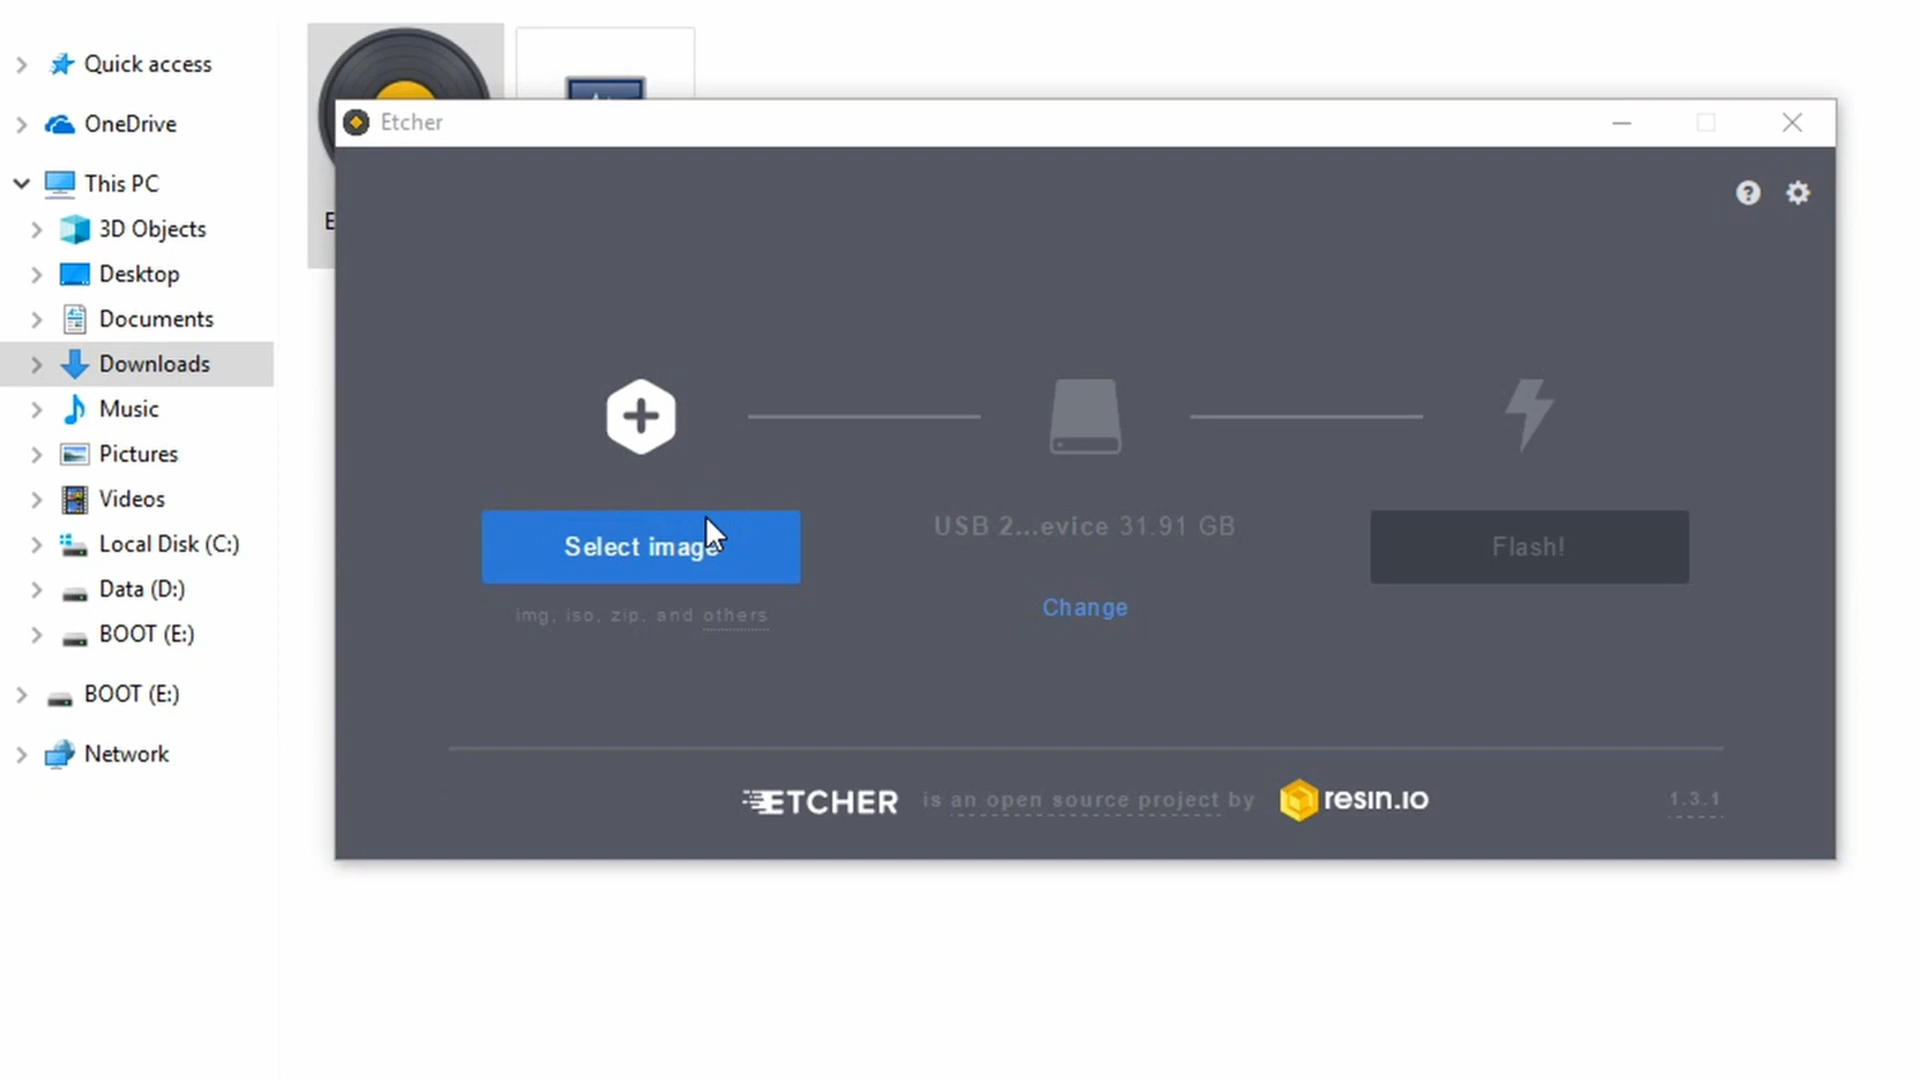 Quick access
OneDrive
This PC
3D Objects
Desktop
Documents
Downloads
Music
Pictures
Videos
Local Disk (C:)
Data (D:)
BOOT (E:)
BOOT (E:)
Network
E
Etcher
Select image
img, iso, zip, and others
USB 2...evice 31.91 GB
Change
Flash!
ETCHER is an open source project by resin.io
1.3.1